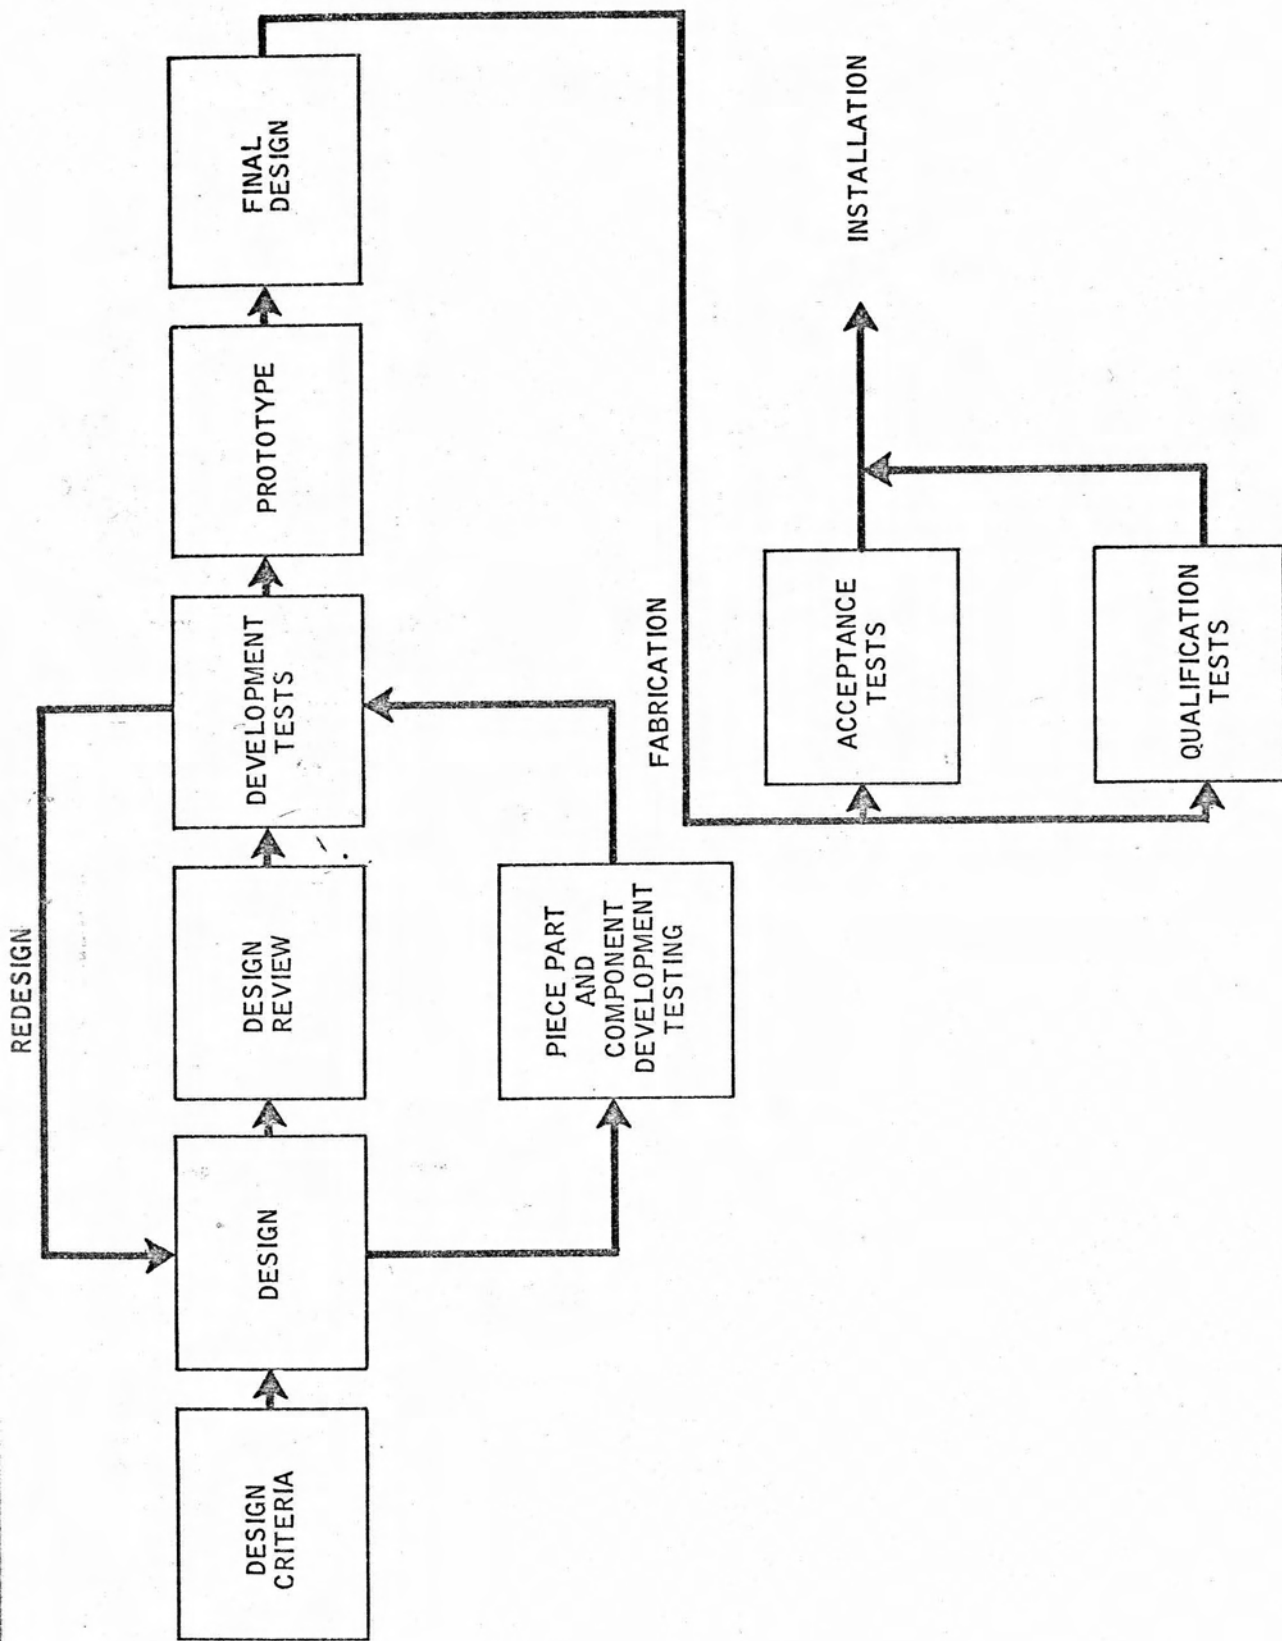 REDESIGN
DESIGN
CRITERIA
DESIGN
DESIGN
REVIEW
DEVELOPMENT
TESTS
PROTOTYPE
FINAL
DESIGN
PIECE PART
AND
COMPONENT
DEVELOPMENT
TESTING
FABRICATION
ACCEPTANCE
TESTS
INSTALLATION
QUALIFICATION
TESTS